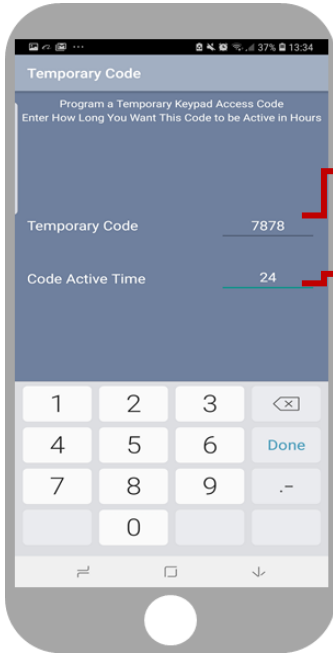 37% 13:34
Temporary Code
Program a Temporary Keypad Access Code
Enter How Long You Want This Code to be Active in Hours
Temporary Code 7878
Code Active Time 24
1 2 3
4 5 6 Done
7 8 9 .-
0